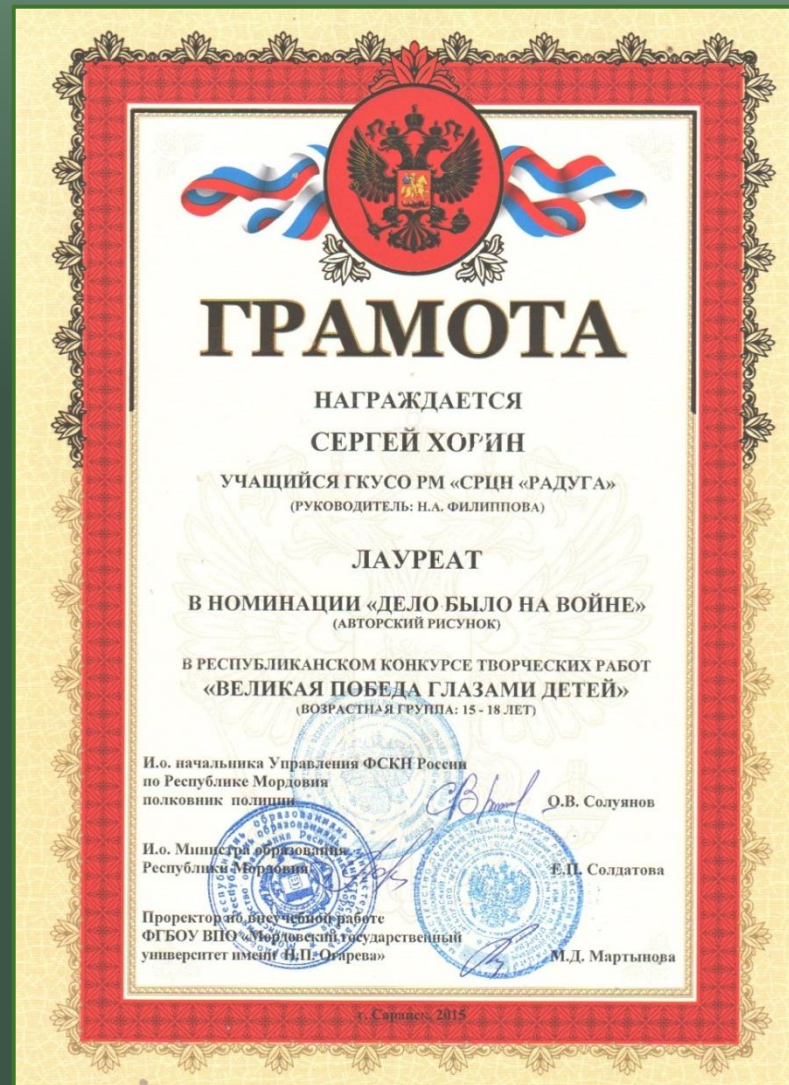 ГРАМОТА
НАГРАЖДАЕТСЯ
СЕРГЕЙ ХОРИН
УЧАЩИЙСЯ ГКУСО РМ «СРЦН «РАДУГА»
(РУКОВОДИТЕЛЬ: Н.А. ФИЛИППОВА)
ЛАУРЕАТ
В НОМИНАЦИИ «ДЕЛО БЫЛО НА ВОЙНЕ»
(АВТОРСКИЙ РИСУНОК)
В РЕСПУБЛИКАНСКОМ КОНКУРСЕ ТВОРЧЕСКИХ РАБОТ
«ВЕЛИКАЯ ПОБЕДА ГЛАЗАМИ ДЕТЕЙ»
(ВОЗРАСТНАЯ ГРУППА: 15 - 18 ЛЕТ)
И.о. начальника Управления ФСКН России
по Республике Мордовия
полковник полиции О.В. Солуянов
И.о. Министра образования
Республики Мордовия Е.П. Солдатова
Проректор по внеучебной работе
ФГБОУ ВПО «Мордовский государственный
университет имени Н.П. Огарева» М.Д. Мартынова
г. Саранск, 2015